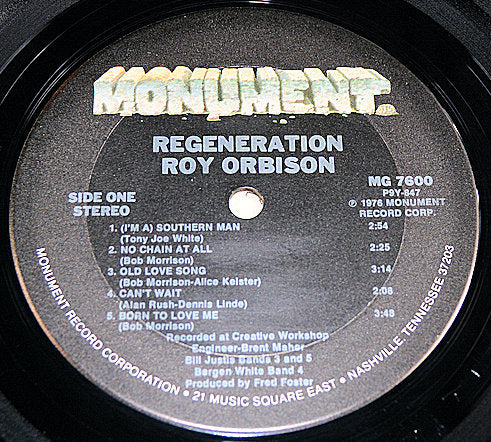 MONUMENT
REGENERATION
ROY ORBISON
SIDE ONE
STEREO
MG 7600
P9Y-847
℗ 1976 MONUMENT
RECORD CORP.
1. (I'M A) SOUTHERN MAN 2:54
(Tony Joe White)
2. NO CHAIN AT ALL 2:25
(Bob Morrison)
3. OLD LOVE SONG 3:14
(Bob Morrison-Alice Keister)
4. CAN'T WAIT 2:08
(Alan Rush-Dennis Linde)
5. BORN TO LOVE ME 3:48
(Bob Morrison)
Recorded at Creative Workshop
Engineer-Brent Maher
Bill Justis Bands 3 and 5
Bergen White Band 4
Produced by Fred Foster
MONUMENT RECORD CORPORATION • 21 MUSIC SQUARE EAST • NASHVILLE, TENNESSEE 37203